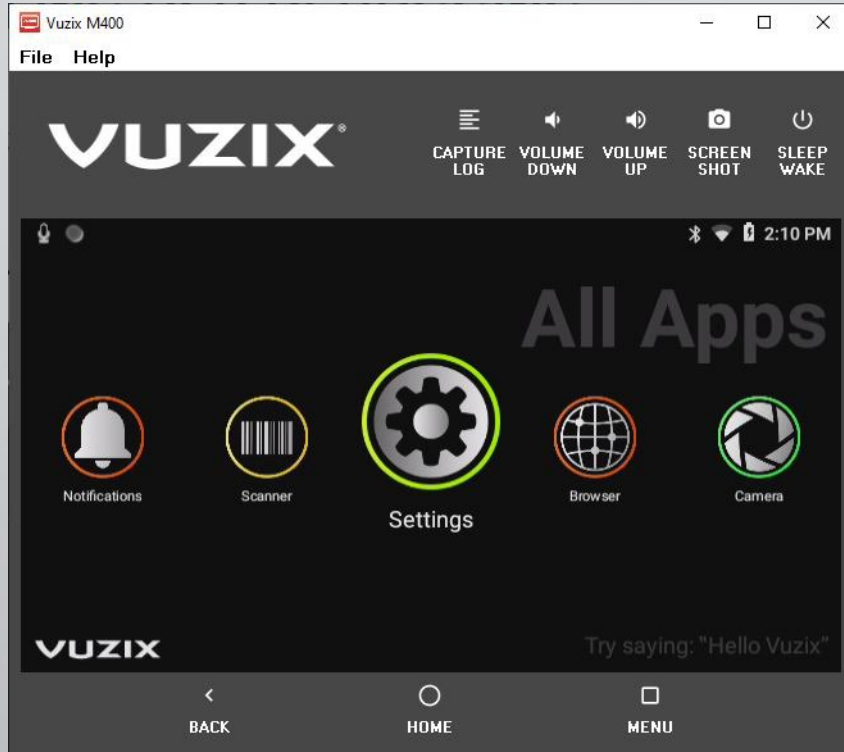 Vuzix M400
File Help
VUZIX®
CAPTURE LOG
VOLUME DOWN
VOLUME UP
SCREEN SHOT
SLEEP WAKE
2:10 PM
All Apps
Notifications
Scanner
Settings
Browser
Camera
VUZIX
Try saying: "Hello Vuzix"
BACK
HOME
MENU